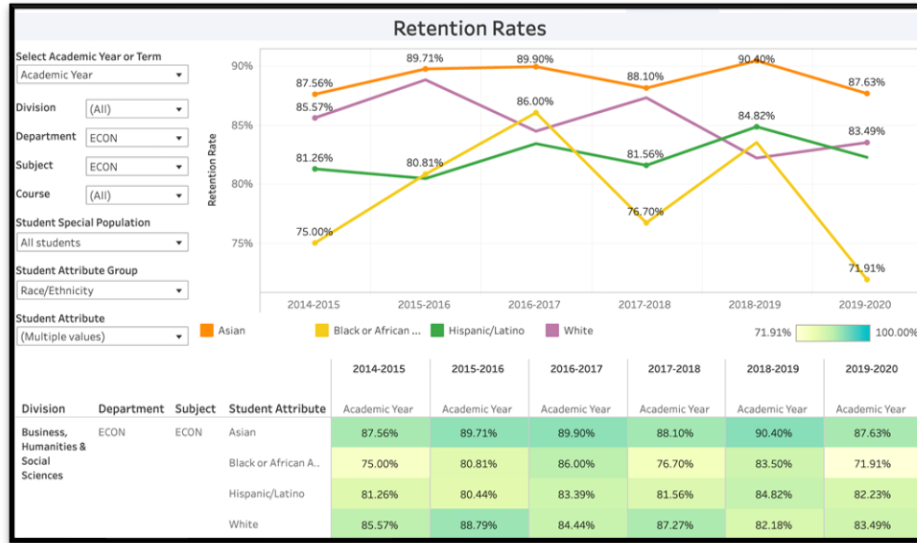 Retention Rates
Select Academic Year or Term
Academic Year
Division (All)
Department ECON
Subject ECON
Course (All)
Student Special Population
All students
Student Attribute Group
Race/Ethnicity
Student Attribute
(Multiple values)
Retention Rate
90%
85%
80%
75%
87.56%
89.71%
89.90%
88.10%
90.40%
87.63%
85.57%
86.00%
84.82%
83.49%
81.26%
80.81%
81.56%
75.00%
76.70%
71.91%
2014-2015 2015-2016 2016-2017 2017-2018 2018-2019 2019-2020
Asian Black or African ... Hispanic/Latino White
71.91% 100.00%
2014-2015 2015-2016 2016-2017 2017-2018 2018-2019 2019-2020
Division Department Subject Student Attribute Academic Year Academic Year Academic Year Academic Year Academic Year Academic Year
Business, ECON ECON Asian 87.56% 89.71% 89.90% 88.10% 90.40% 87.63%
Humanities &
Social
Sciences
Black or African A.. 75.00% 80.81% 86.00% 76.70% 83.50% 71.91%
Hispanic/Latino 81.26% 80.44% 83.39% 81.56% 84.82% 82.23%
White 85.57% 88.79% 84.44% 87.27% 82.18% 83.49%